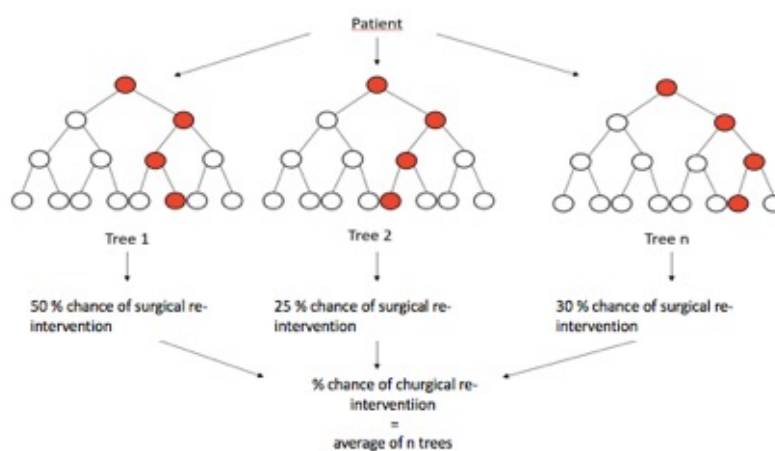 Patient
Tree 1
Tree 2
Tree n
50 % chance of surgical re-
intervention
25 % chance of surgical re-
intervention
30 % chance of surgical re-
intervention
% chance of churgical re-
interventiion
=
average of n trees